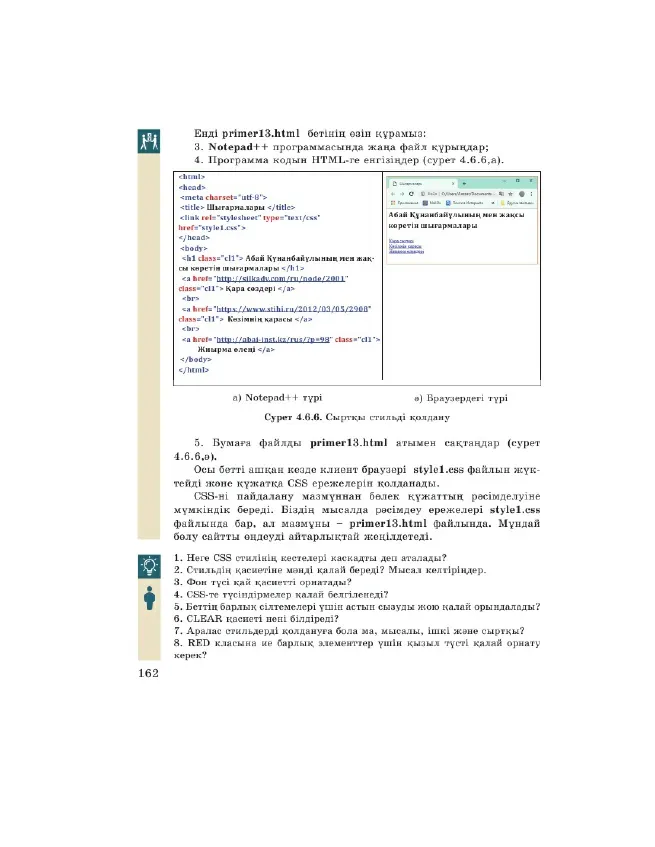 Енді primer13.html бетінің өзін құрамыз:
3. Notepad++ программасында жаңа файл құрыңдар;
4. Программа кодын HTML-ге енгізіңдер (сурет 4.6.6,а).
<html>
<head>
<meta charset="utf-8">
<title> Шығармалары </title>
<link rel="stylesheet" type="text/css"
href="style1.css">
</head>
<body>
<h1 class="cl1"> Абай Құнанбайұлының мен жақ-
сы көретін шығармалары </h1>
<a href="http://silkadv.com/ru/node/2001"
class="cl1"> Қара сөздері </a>
<br>
<a href="https://www.stihi.ru/2012/03/05/2908"
class="cl1"> Көзімнің қарасы </a>
<br>
<a href="http://abai-inst.kz/rus/?p=98" class="cl1">
Жиырма өлеңі </a>
</body>
</html>
Абай Құнанбайұлының мен жақсы
көретін шығармалары
Қара сөздері
Көзімнің қарасы
Жиырма өлеңі
а) Notepad++ түрі
ә) Браузердегі түрі
Сурет 4.6.6. Сыртқы стильді қолдану
5. Бумаға файлды primer13.html атымен сақтаңдар (сурет
4.6.6,ә).
Осы бетті ашқан кезде клиент браузері style1.css файлын жүк-
тейді және құжатқа CSS ережелерін қолданады.
CSS-ні пайдалану мазмұннан бөлек құжаттың рәсімделуіне
мүмкіндік береді. Біздің мысалда рәсімдеу ережелері style1.css
файлында бар, ал мазмұны – primer13.html файлында. Мұндай
бөлу сайтты өңдеуді айтарлықтай жеңілдетеді.
1. Неге CSS стилінің кестелері каскадты деп аталады?
2. Стильдің қасиетіне мәнді қалай береді? Мысал келтіріңдер.
3. Фон түсі қай қасиетті орнатады?
4. CSS-те түсіндірмелер қалай белгіленеді?
5. Беттің барлық сілтемелері үшін астын сызуды жою қалай орындалады?
6. CLEAR қасиеті нені білдіреді?
7. Аралас стильдерді қолдануға бола ма, мысалы, ішкі және сыртқы?
8. RED класына ие барлық элементтер үшін қызыл түсті қалай орнату
керек?
162